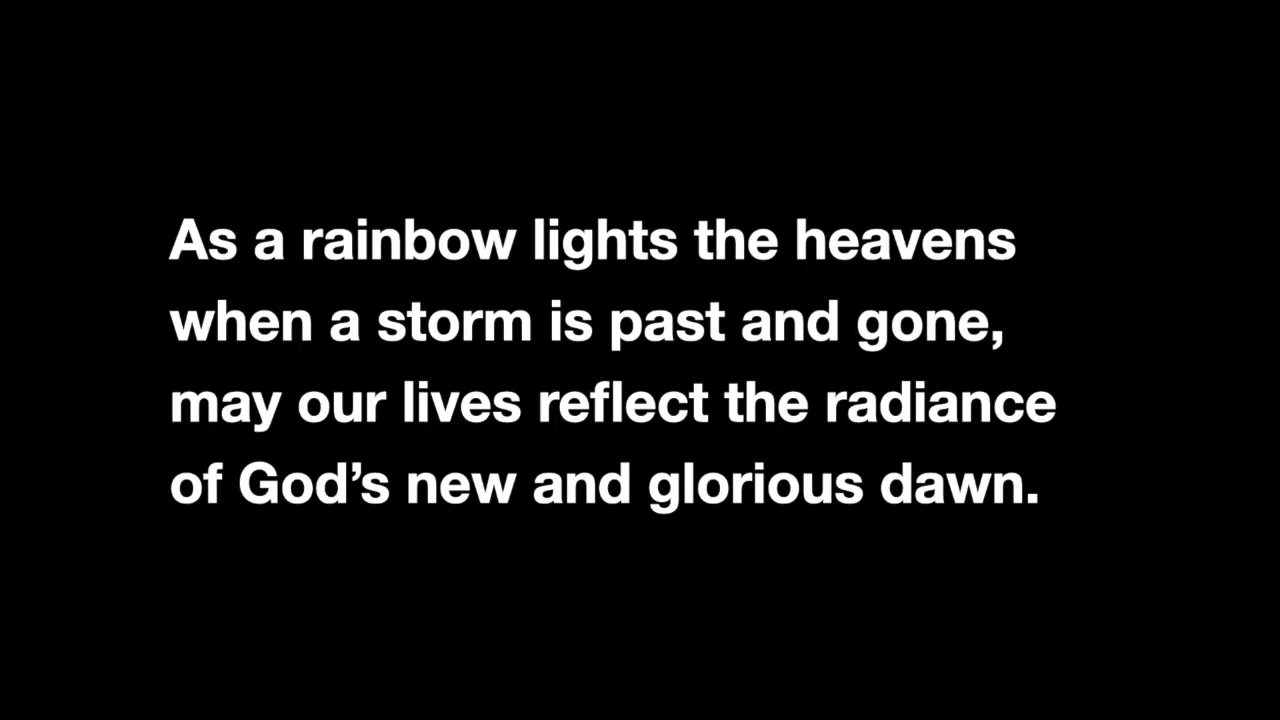 As a rainbow lights the heavens
when a storm is past and gone,
may our lives reflect the radiance
of God’s new and glorious dawn.